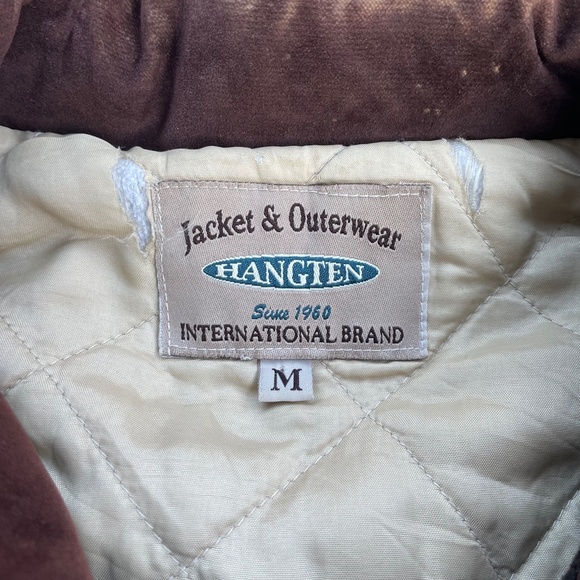 Jacket & Outerwear
HANGTEN
Since 1960
INTERNATIONAL BRAND
M